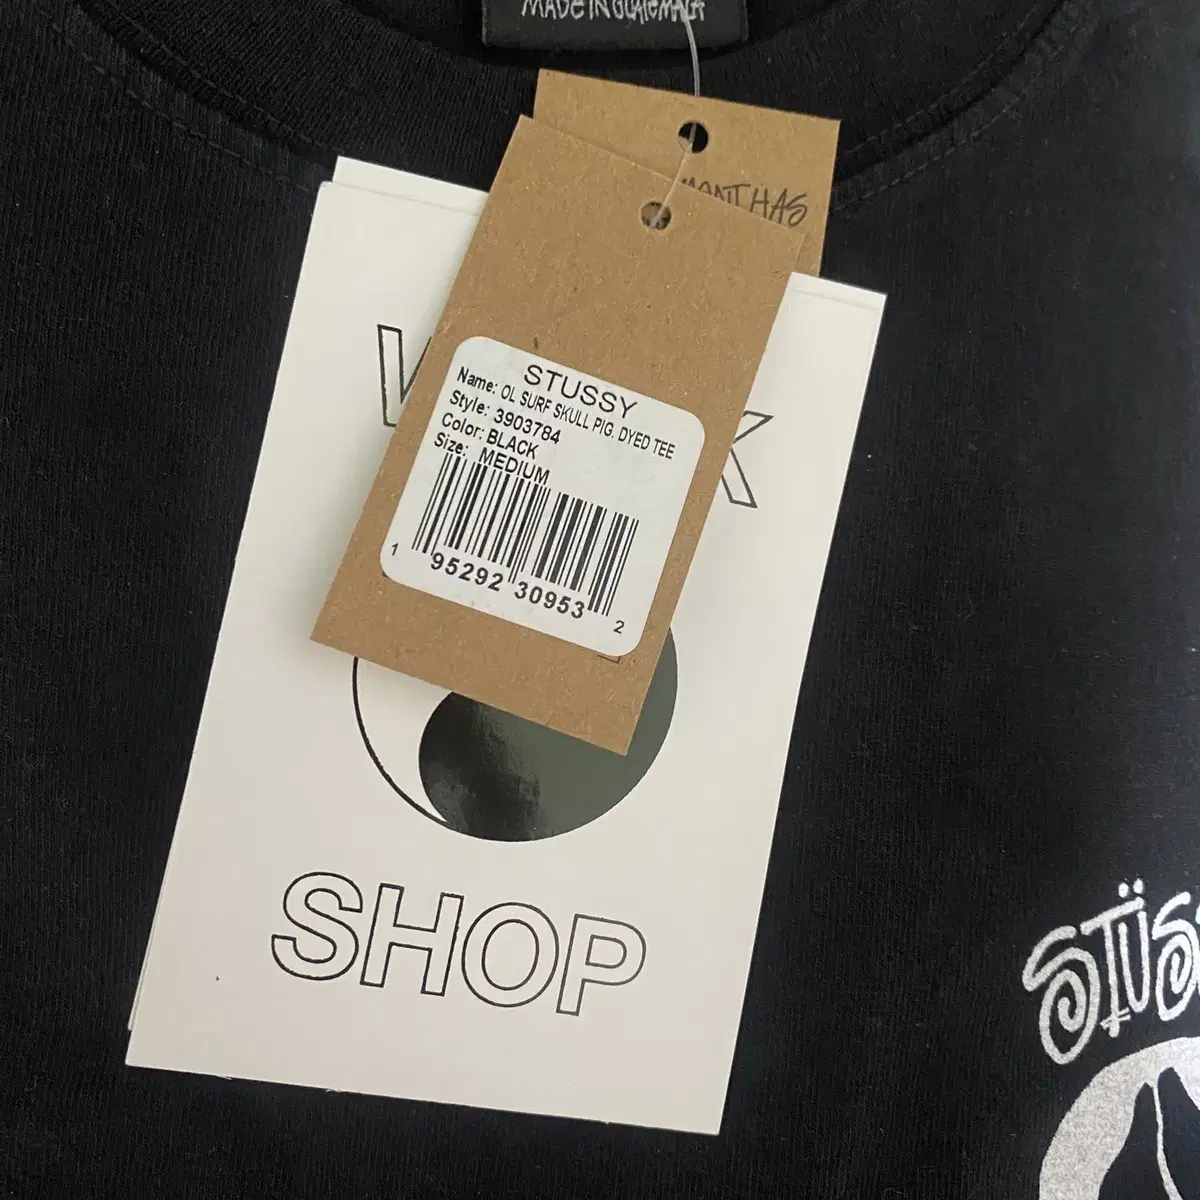 MADE IN GUATEMALA
HAS
STUSSY
Name: OL SURF SKULL PIG. DYED TEE
Style: 3903784
Color: BLACK
Size: MEDIUM
1 95292 30953 2
SHOP